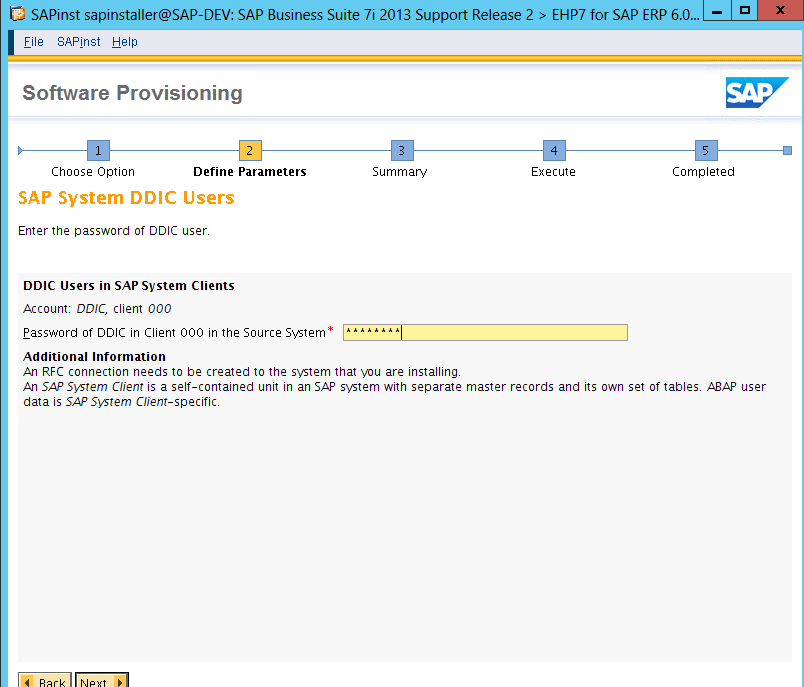 SAPinst sapinstaller@SAP-DEV: SAP Business Suite 7i 2013 Support Release 2 > EHP7 for SAP ERP 6.0...
File SAPinst Help
Software Provisioning
SAP
1 2 3 4 5
Choose Option Define Parameters Summary Execute Completed
SAP System DDIC Users
Enter the password of DDIC user.
DDIC Users in SAP System Clients
Account: DDIC, client 000
Password of DDIC in Client 000 in the Source System* ********
Additional Information
An RFC connection needs to be created to the system that you are installing.
An SAP System Client is a self-contained unit in an SAP system with separate master records and its own set of tables. ABAP user
data is SAP System Client-specific.
Back Next